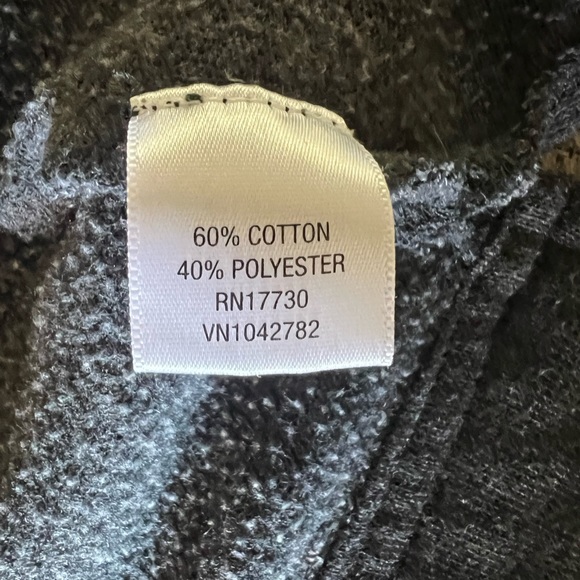 60% COTTON
40% POLYESTER
RN17730
VN1042782